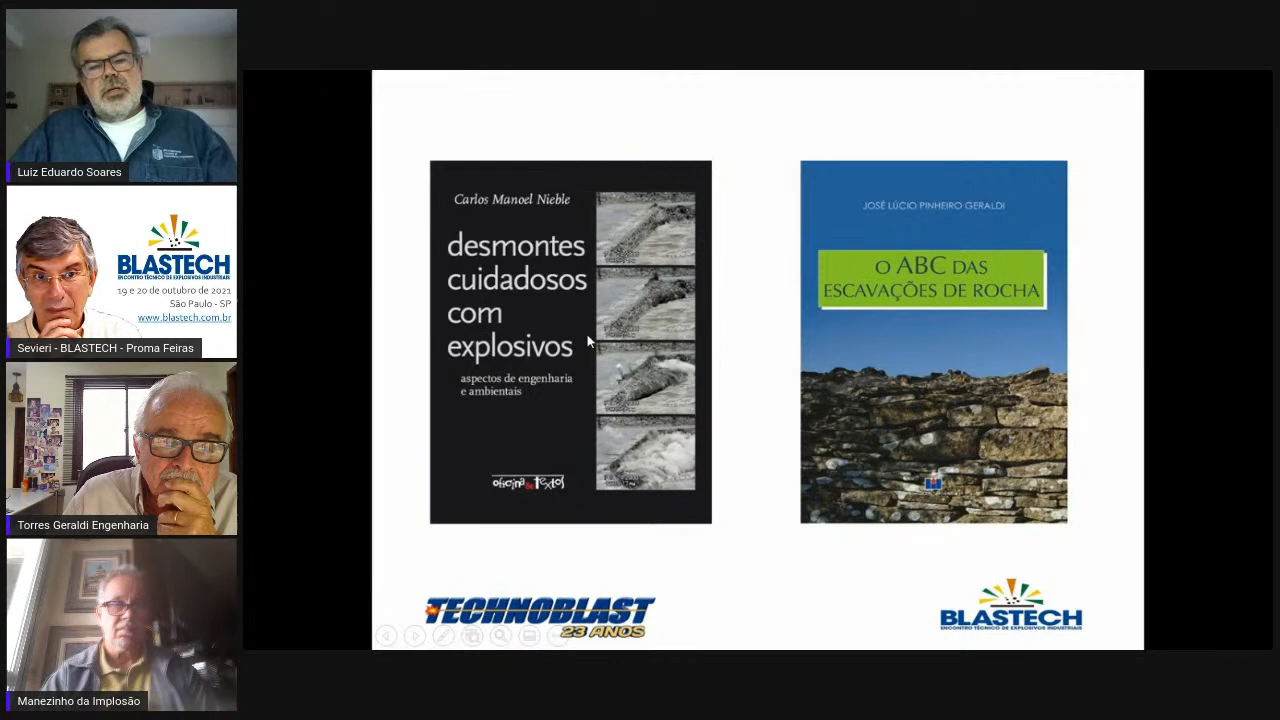 Luiz Eduardo Soares
BLASTECH
ENCONTRO TÉCNICO DE EXPLOSIVOS INDUSTRIAIS
19 e 20 de outubro de 2021
São Paulo - SP
www.blastech.com.br
Sevieri - BLASTECH - Proma Feiras
Torres Geraldi Engenharia
Manezinho da Implosão
Carlos Manoel Nieble
desmontes
cuidadosos
com
explosivos
aspectos de engenharia
e ambientais
oficina de textos
JOSÉ LÚCIO PINHEIRO GERALDI
O ABC DAS
ESCAVAÇÕES DE ROCHA
TECHNOBLAST
23 ANOS
BLASTECH
ENCONTRO TÉCNICO DE EXPLOSIVOS INDUSTRIAIS